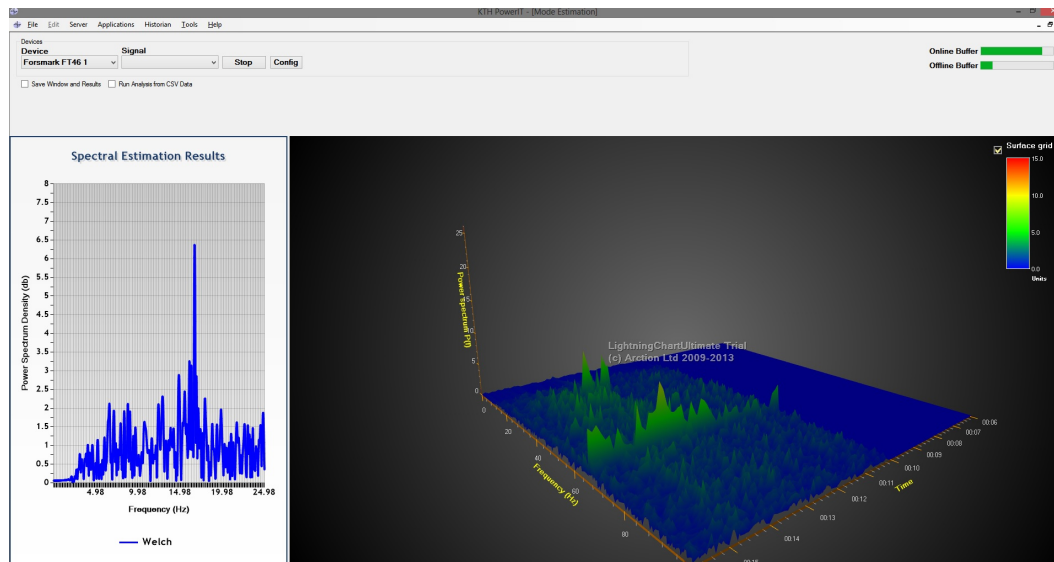 KTH PowerIT - [Mode Estimation]
File Edit Server Applications Historian Tools Help
Devices
Device Signal
Forsmark FT46 1 Stop Config
Save Window and Results Run Analysis from CSV Data
Online Buffer
Offline Buffer
Spectral Estimation Results
8
7.5
7
6.5
6
5.5
5
4.5
4
3.5
3
2.5
2
1.5
1
0.5
0
Power Spectrum Density (db)
4.98 9.98 14.98 19.98 24.98
Frequency (Hz)
Welch
Surface grid
15.0
10.0
5.0
0.0
Units
25
20
15
10
5
0
Power Spectrum P(f)
LightningChartUltimate Trial
(c) Arction Ltd 2009-2013
0
20
40
60
80
Frequency (Hz)
00:06
00:07
00:08
00:09
00:10
00:11
00:12
00:13
00:14
Time